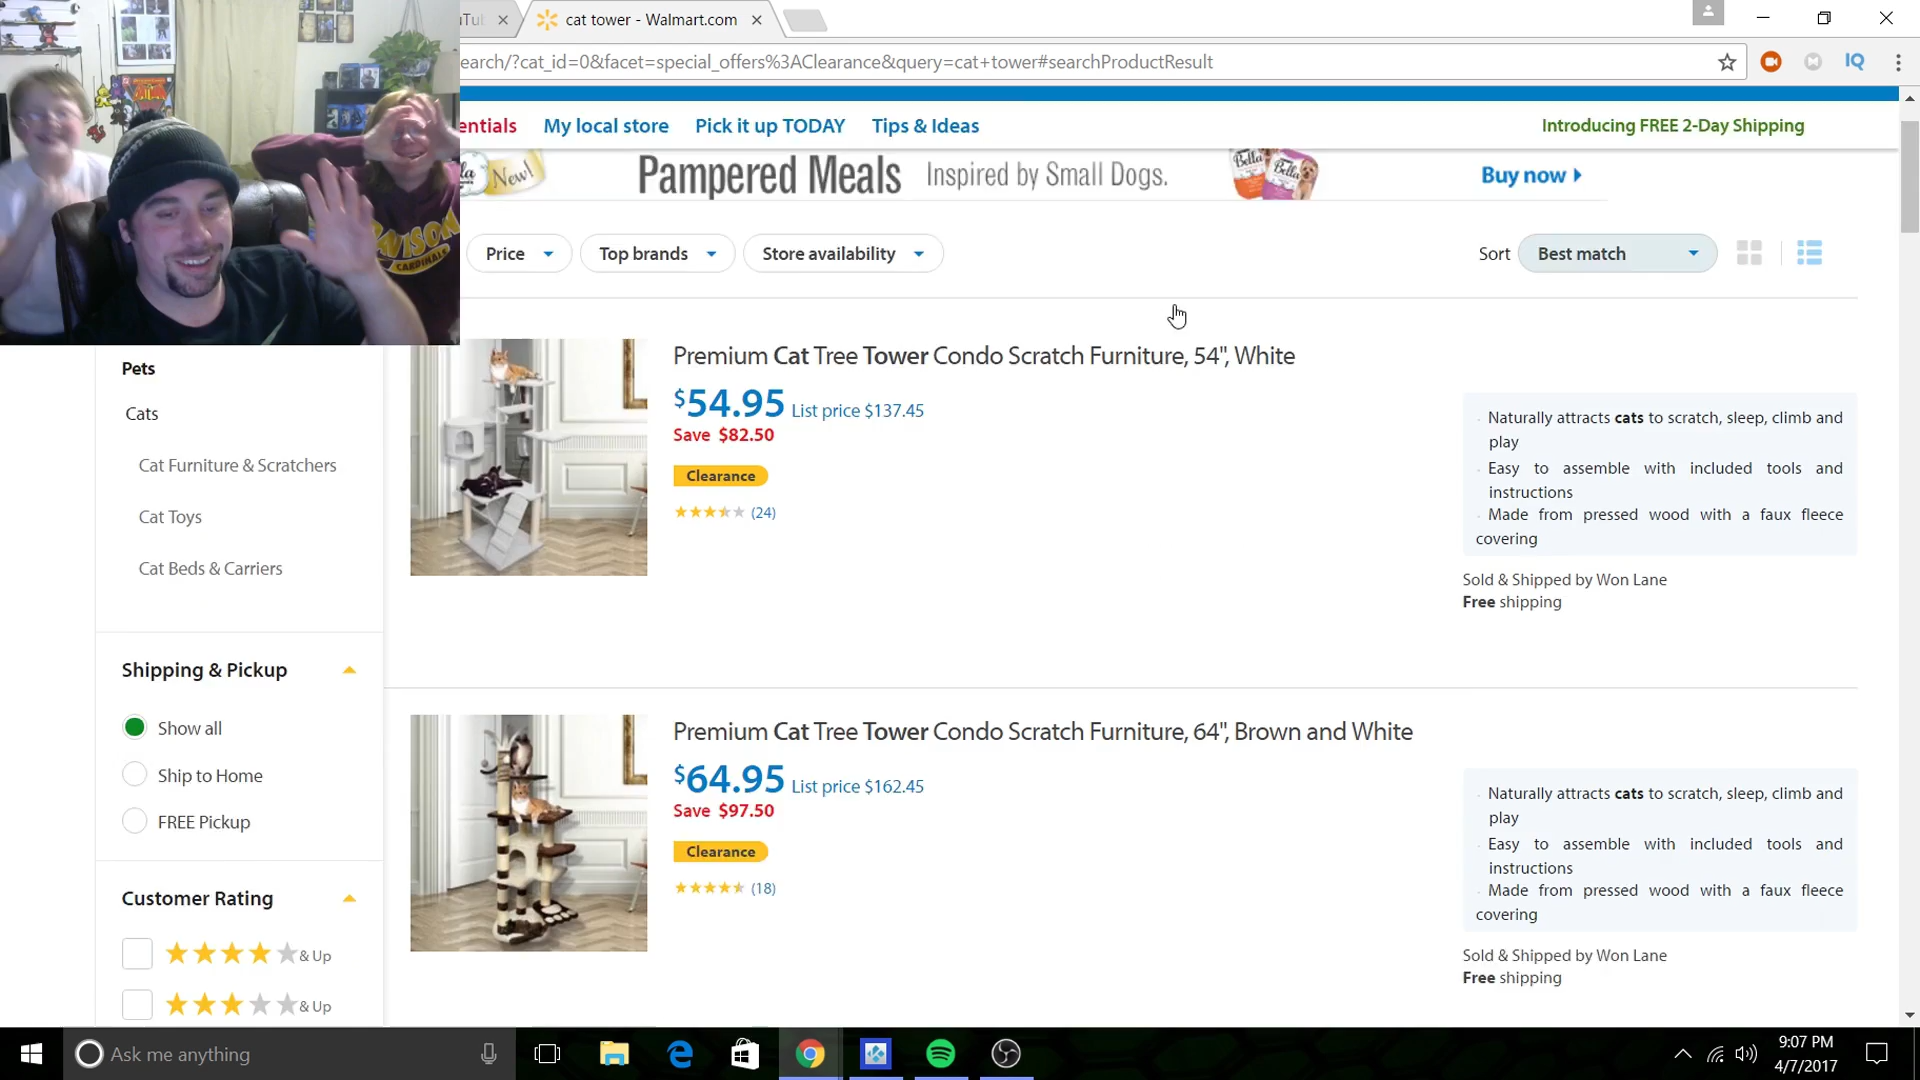 cat tower - Walmart.com
earch/?cat_id=0&facet=special_offers%3AClearance&query=cat+tower#searchProductResult
IQ
entials My local store Pick it up TODAY Tips & Ideas Introducing FREE 2-Day Shipping
New! Pampered Meals Inspired by Small Dogs. Bella Bella Buy now
Price Top brands Store availability Sort Best match
CARDINALS
Pets
Cats
Cat Furniture & Scratchers
Cat Toys
Cat Beds & Carriers
Shipping & Pickup
Show all
Ship to Home
FREE Pickup
Customer Rating
& Up
& Up
Premium Cat Tree Tower Condo Scratch Furniture, 54", White
$54.95 List price $137.45
Save $82.50
Clearance
(24)
Naturally attracts cats to scratch, sleep, climb and
play
Easy to assemble with included tools and
instructions
Made from pressed wood with a faux fleece
covering
Sold & Shipped by Won Lane
Free shipping
Premium Cat Tree Tower Condo Scratch Furniture, 64", Brown and White
$64.95 List price $162.45
Save $97.50
Clearance
(18)
Naturally attracts cats to scratch, sleep, climb and
play
Easy to assemble with included tools and
instructions
Made from pressed wood with a faux fleece
covering
Sold & Shipped by Won Lane
Free shipping
Ask me anything
9:07 PM
4/7/2017